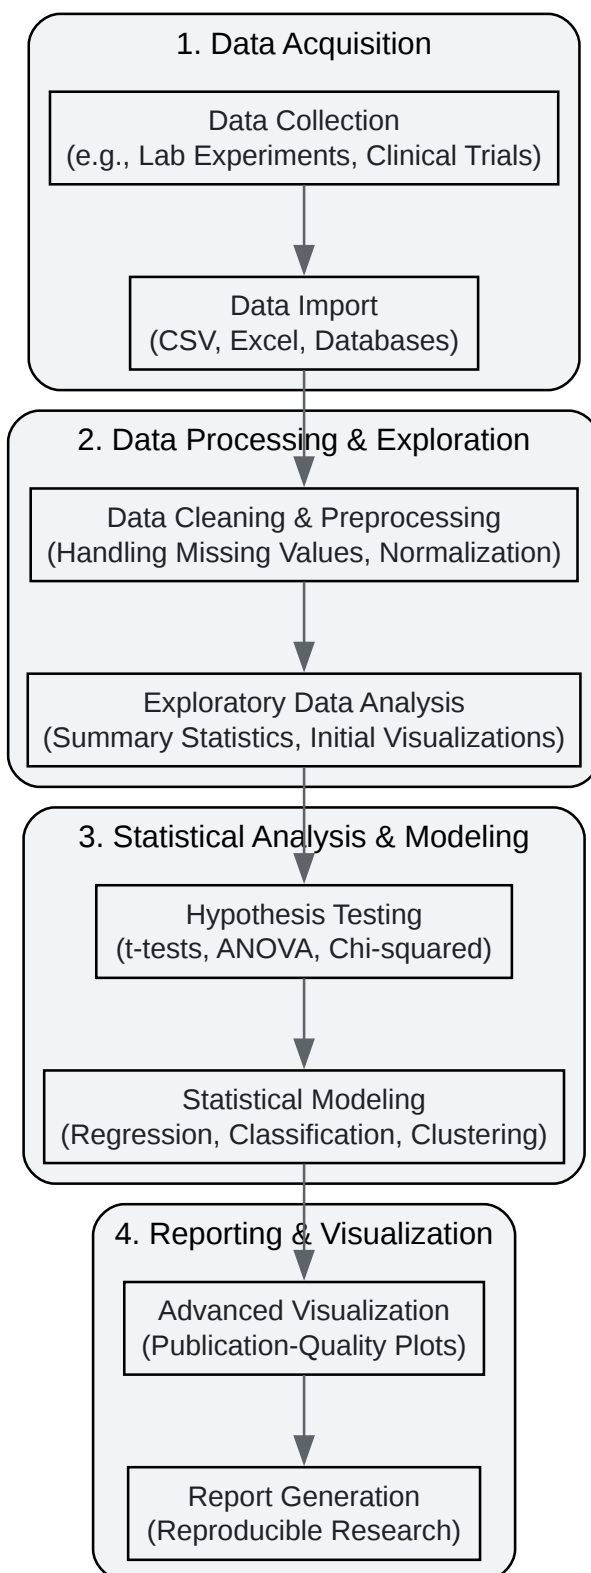 1. Data Acquisition
Data Collection
(e.g., Lab Experiments, Clinical Trials)
Data Import
(CSV, Excel, Databases)
2. Data Processing & Exploration
Data Cleaning & Preprocessing
(Handling Missing Values, Normalization)
Exploratory Data Analysis
(Summary Statistics, Initial Visualizations)
3. Statistical Analysis & Modeling
Hypothesis Testing
(t-tests, ANOVA, Chi-squared)
Statistical Modeling
(Regression, Classification, Clustering)
4. Reporting & Visualization
Advanced Visualization
(Publication-Quality Plots)
Report Generation
(Reproducible Research)